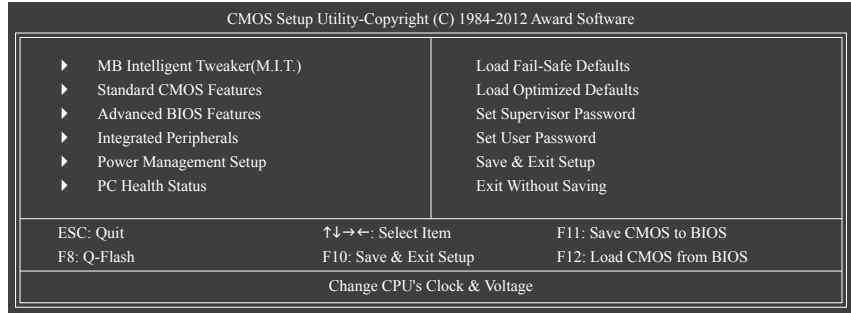 CMOS Setup Utility-Copyright (C) 1984-2012 Award Software
MB Intelligent Tweaker(M.I.T.)
Standard CMOS Features
Advanced BIOS Features
Integrated Peripherals
Power Management Setup
PC Health Status
Load Fail-Safe Defaults
Load Optimized Defaults
Set Supervisor Password
Set User Password
Save & Exit Setup
Exit Without Saving
ESC: Quit ↑↓→←: Select Item F11: Save CMOS to BIOS
F8: Q-Flash F10: Save & Exit Setup F12: Load CMOS from BIOS
Change CPU's Clock & Voltage